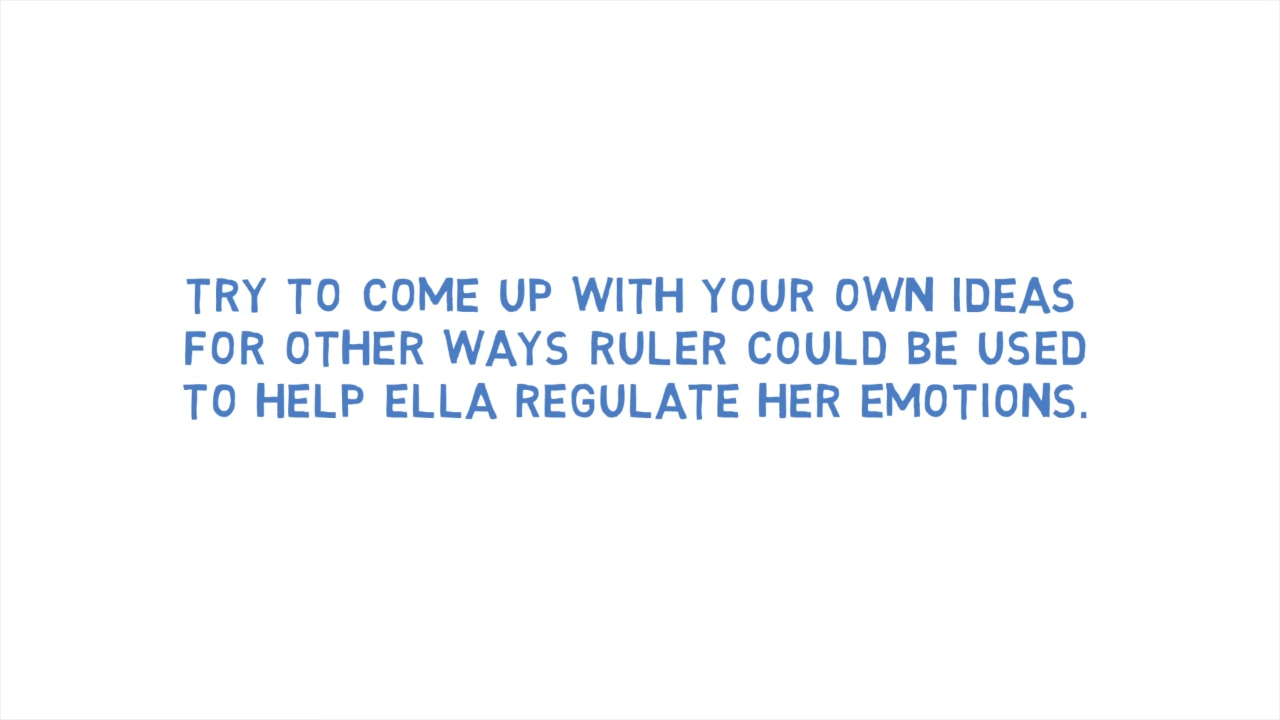 TRY TO COME UP WITH YOUR OWN IDEAS
FOR OTHER WAYS RULER COULD BE USED
TO HELP ELLA REGULATE HER EMOTIONS.